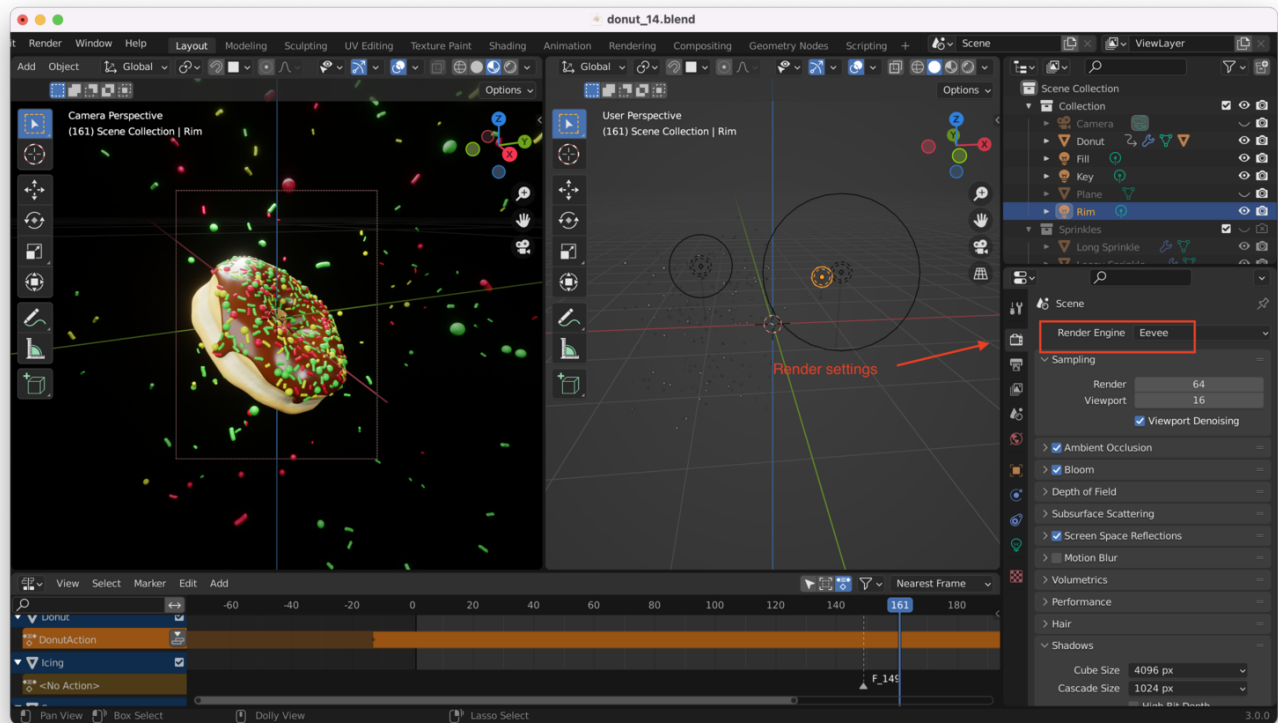 donut_14.blend
Render Window Help Layout Modeling Sculpting UV Editing Texture Paint Shading Animation Rendering Compositing Geometry Nodes Scripting + Scene ViewLayer
Add Object Global
Options
Camera Perspective
(161) Scene Collection | Rim
Z
Y
X
Global
Options
User Perspective
(161) Scene Collection | Rim
Z
Y
X
Render settings
Scene Collection
Collection
Camera
Donut
Fill
Key
Plane
Rim
Sprinkles
Long Sprinkle
Scene
Render Engine Eevee
Sampling
Render 64
Viewport 16
Viewport Denoising
Ambient Occlusion
Bloom
Depth of Field
Subsurface Scattering
Screen Space Reflections
Motion Blur
Volumetrics
Performance
Hair
Shadows
Cube Size 4096 px
Cascade Size 1024 px
High Bit Depth
View Select Marker Edit Add Nearest Frame
-60 -40 -20 0 20 40 60 80 100 120 140 161 180
Donut
DonutAction
Icing
<No Action>
F_149
Pan View Box Select Dolly View Lasso Select 3.0.0